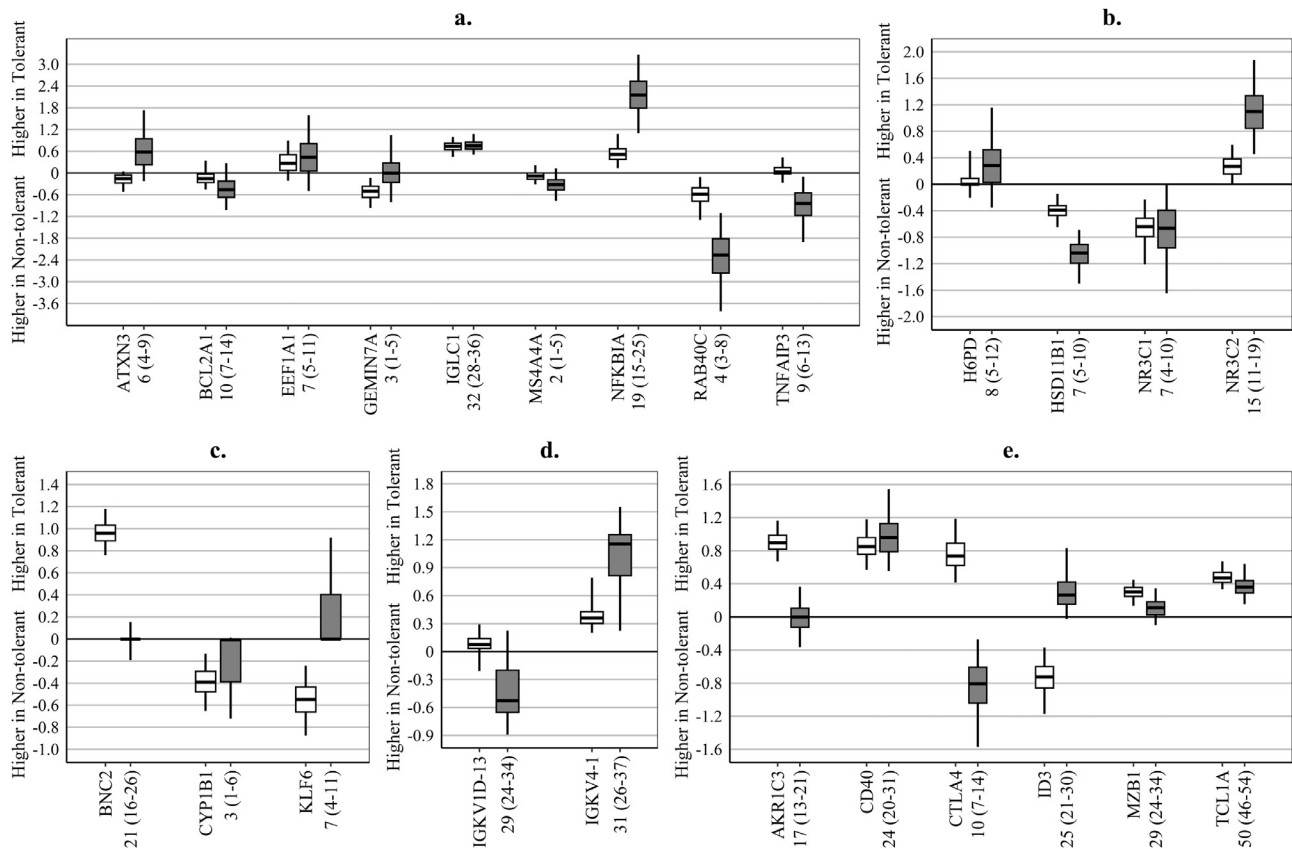 a.
Higher in Tolerant
Higher in Non-tolerant
3.0
2.4
1.8
1.2
0.6
0
-0.6
-1.2
-1.8
-2.4
-3.0
-3.6
ATXN3
6 (4-9)
BCL2A1
10 (7-14)
EEF1A1
7 (5-11)
GEMIN7A
3 (1-5)
IGLC1
32 (28-36)
MS4A4A
2 (1-5)
NFKBIA
19 (15-25)
RAB40C
4 (3-8)
TNFAIP3
9 (6-13)
b.
Higher in Tolerant
Higher in Non-tolerant
2.0
1.6
1.2
0.8
0.4
0
-0.4
-0.8
-1.2
-1.6
-2.0
H6PD
8 (5-12)
HSD11B1
7 (5-10)
NR3C1
7 (4-10)
NR3C2
15 (11-19)
c.
Higher in Tolerant
Higher in Non-tolerant
1.4
1.2
1.0
0.8
0.6
0.4
0.2
0
-0.2
-0.4
-0.6
-0.8
-1.0
BNC2
21 (16-26)
CYP1B1
3 (1-6)
KLF6
7 (4-11)
d.
Higher in Tolerant
Higher in Non-tolerant
1.8
1.5
1.2
0.9
0.6
0.3
0
-0.3
-0.6
-0.9
IGKV1D-13
29 (24-34)
IGKV4-1
31 (26-37)
e.
Higher in Tolerant
Higher in Non-tolerant
1.6
1.2
0.8
0.4
0
-0.4
-0.8
-1.2
-1.6
AKR1C3
17 (13-21)
CD40
24 (20-31)
CTLA4
10 (7-14)
ID3
25 (21-30)
MZB1
29 (24-34)
TCL1A
50 (46-54)